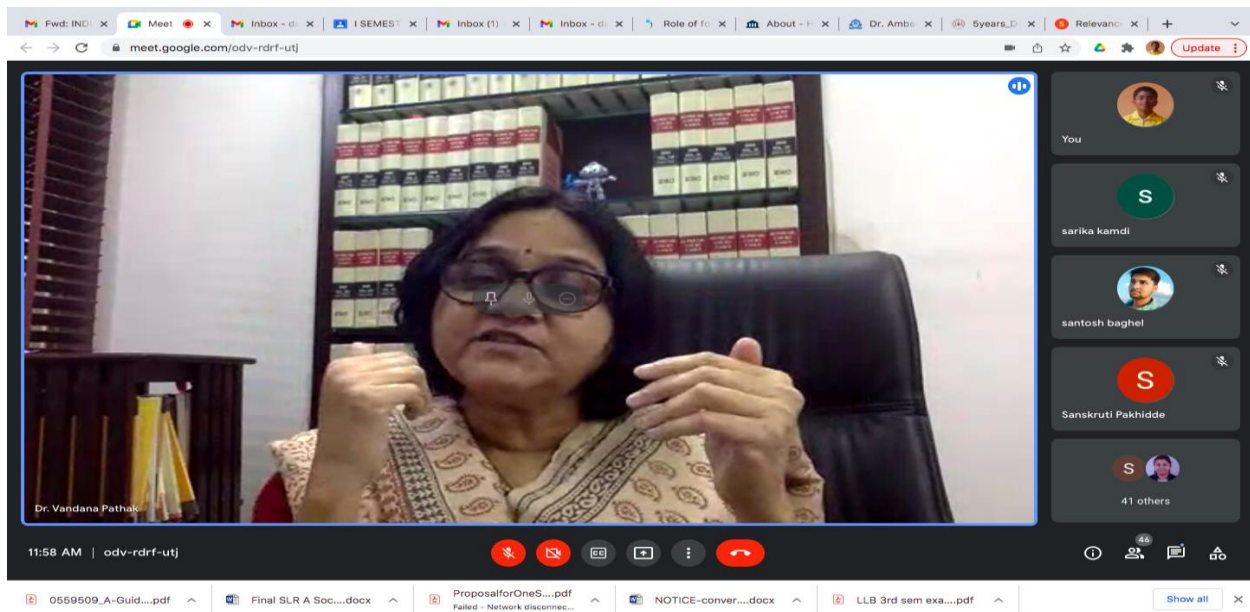 Fwd: IND
Meet
Inbox - d
I SEMEST
Inbox (1)
Inbox - d
Role of fo
About - H
Dr. Ambe
5years_D
Relevanc
meet.google.com/odv-rdrf-utj
Update
You
S
sarika kamdi
santosh baghel
S
Sanskruti Pakhidde
S
41 others
Dr. Vandana Pathak
11:58 AM | odv-rdrf-utj
CC
46
0559509_A-Guid....pdf
Final SLR A Soc....docx
ProposalforOneS....pdf
Failed - Network disconnec...
NOTICE-conver....docx
LLB 3rd sem exa....pdf
Show all